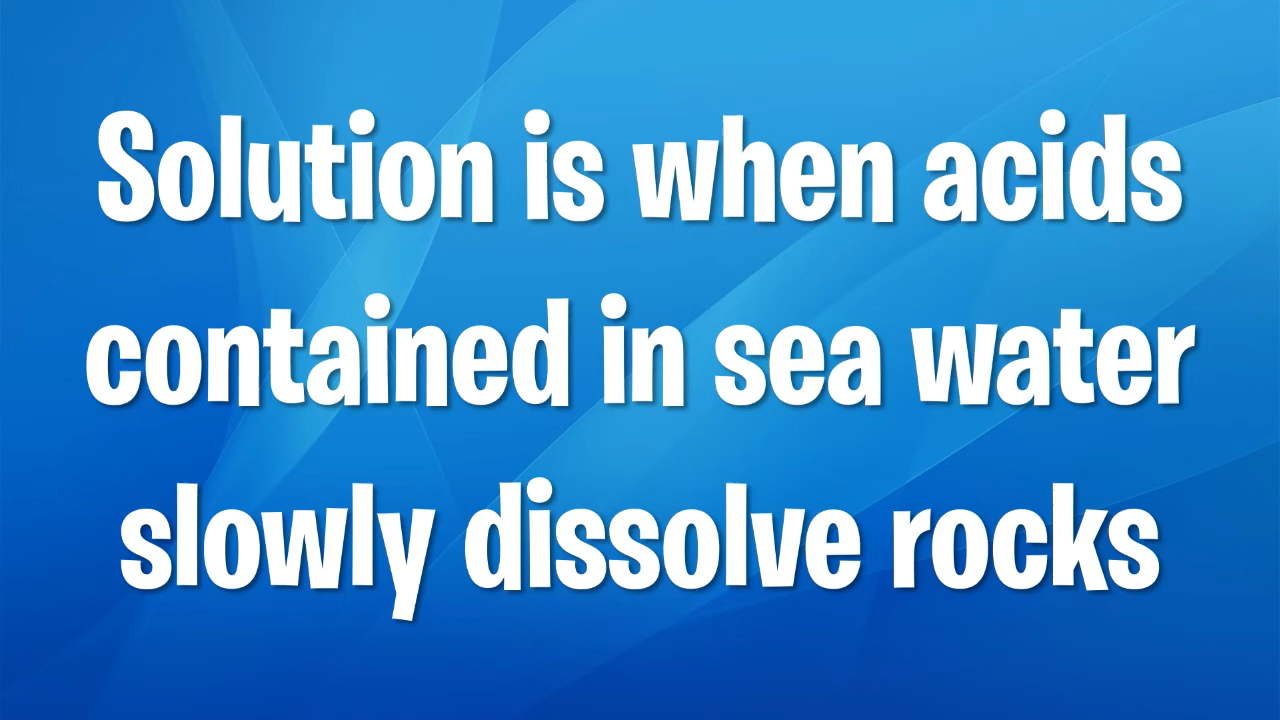 Solution is when acids
contained in sea water
slowly dissolve rocks